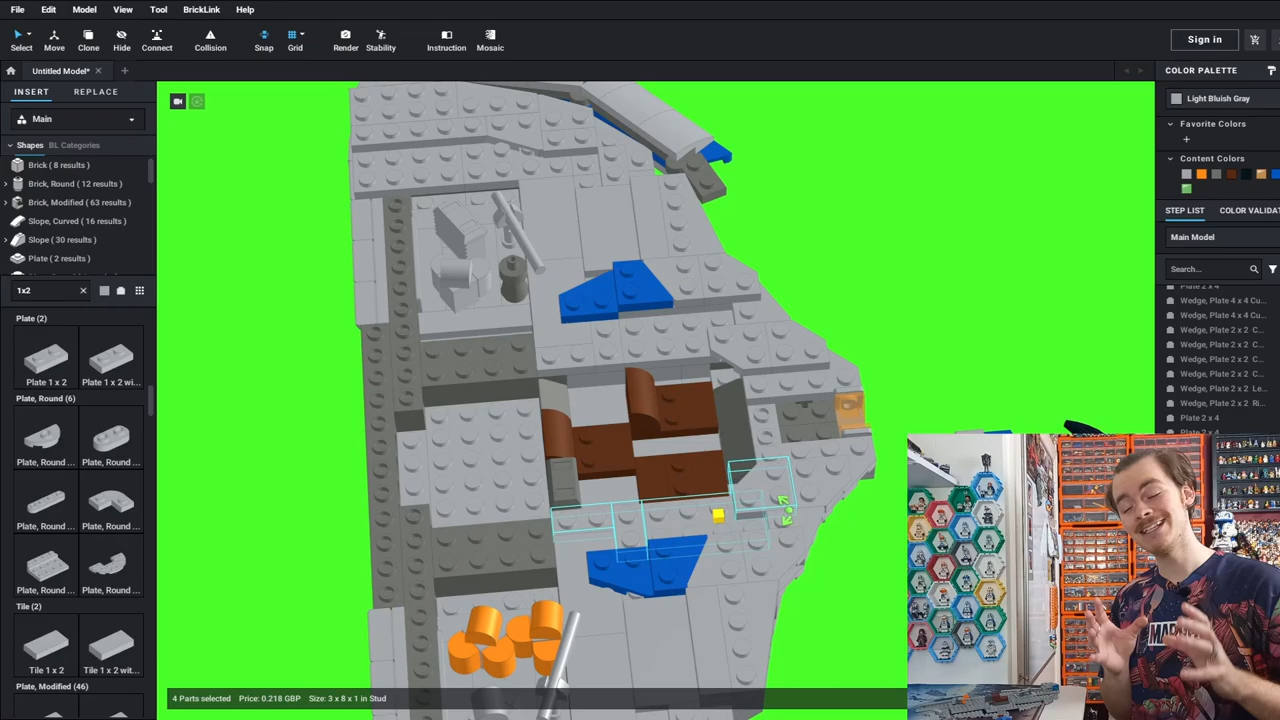 File Edit Model View Tool BrickLink Help
Select Move Clone Hide Connect Collision Snap Grid Render Stability Instruction Mosaic Sign in
Untitled Model*
COLOR PALETTE
INSERT REPLACE
Main
Light Bluish Gray
Shapes BL Categories
Favorite Colors
Brick (8 results )
Brick, Round (12 results )
Content Colors
Brick, Modified (63 results )
Slope, Curved (16 results )
STEP LIST COLOR VALIDAT
Slope (30 results )
Main Model
Plate (2 results )
Search...
1x2
Plate 2 x 4
Plate (2)
Wedge, Plate 4 x 4 Cu...
Wedge, Plate 4 x 4 Cu...
Wedge, Plate 2 x 2 C...
Wedge, Plate 2 x 2 C...
Plate 1 x 2 Plate 1 x 2 wi...
Wedge, Plate 2 x 2 C...
Wedge, Plate 2 x 2 C...
Wedge, Plate 2 x 2 Le...
Plate, Round (6)
Wedge, Plate 2 x 2 Ri...
Plate 2 x 4
Plate, Round ... Plate, Round ...
Plate, Round ... Plate, Round ...
Plate, Round ... Plate, Round ...
Tile (2)
MAR
Tile 1 x 2 Tile 1 x 2 wi...
Plate, Modified (46)
4 Parts selected Price: 0.218 GBP Size: 3 x 8 x 1 in Stud